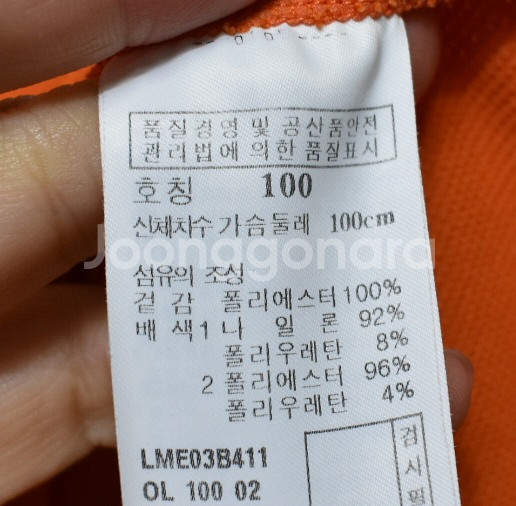 품질경영및공산품안전
관리법에의한품질표시
호칭 100
신체치수 가슴둘레 100cm
Joonggonara
섬유의 조성
겉감 폴리에스터 100%
배색1 나일론 92%
폴리우레탄 8%
2 폴리에스터 96%
폴리우레탄 4%
LME03B411
OL 100 02
검사필